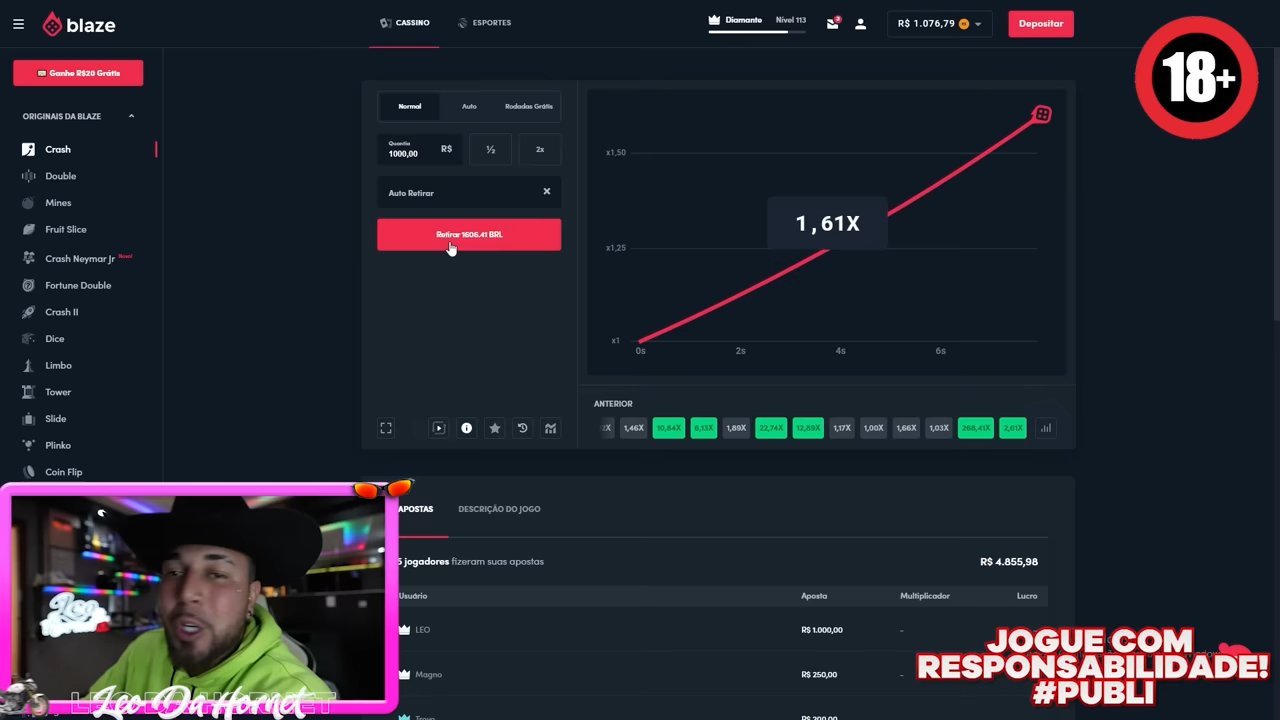 blaze
CASSINO
ESPORTES
Diamante
Nível 113
3
R$ 1.076,79
Depositar
18+
Ganhe R$20 Grátis
ORIGINAIS DA BLAZE
Crash
Double
Mines
Fruit Slice
Crash Neymar Jr Novo!
Fortune Double
Crash II
Dice
Limbo
Tower
Slide
Plinko
Coin Flip
Normal
Auto
Rodadas Grátis
Quantia
1000,00
R$
½
2x
Auto Retirar
Retirar 1606.41 BRL
x1,50
x1,25
x1
1,61X
0s
2s
4s
6s
ANTERIOR
1,46X
10,84X
6,13X
1,89X
22,74X
12,88X
1,17X
1,00X
1,66X
1,03X
268,41X
2,61X
APOSTAS
DESCRIÇÃO DO JOGO
jogadores fizeram suas apostas
R$ 4.855,98
Usuário
Aposta
Multiplicador
Lucro
LEO
R$ 1.000,00
-
Magno
R$ 250,00
-
Leo
Leo Da Hornet
JOGUE COM
RESPONSABILIDADE!
#PUBLI